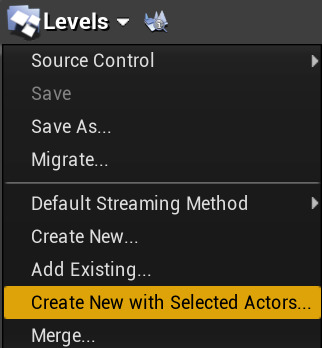 Levels
Source Control
Save
Save As...
Migrate...
Default Streaming Method
Create New...
Add Existing...
Create New with Selected Actors...
Merge...